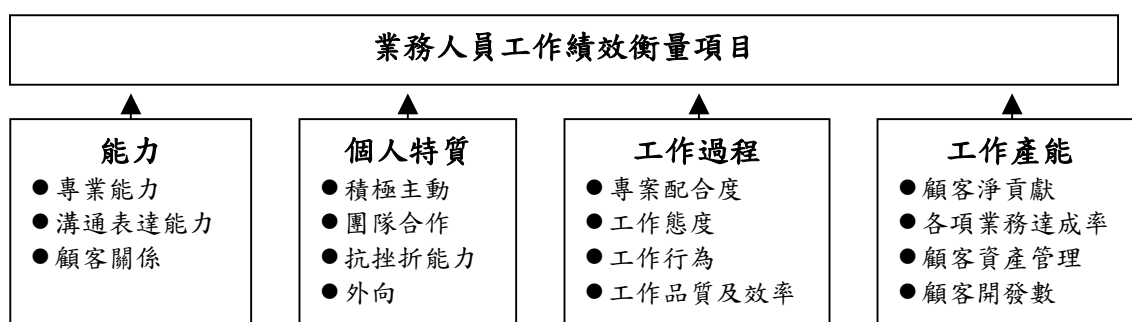 業務人員工作績效衡量項目
能力
●專業能力
●溝通表達能力
●顧客關係
個人特質
●積極主動
●團隊合作
●抗挫折能力
●外向
工作過程
●專案配合度
●工作態度
●工作行為
●工作品質及效率
工作產能
●顧客淨貢獻
●各項業務達成率
●顧客資產管理
●顧客開發數